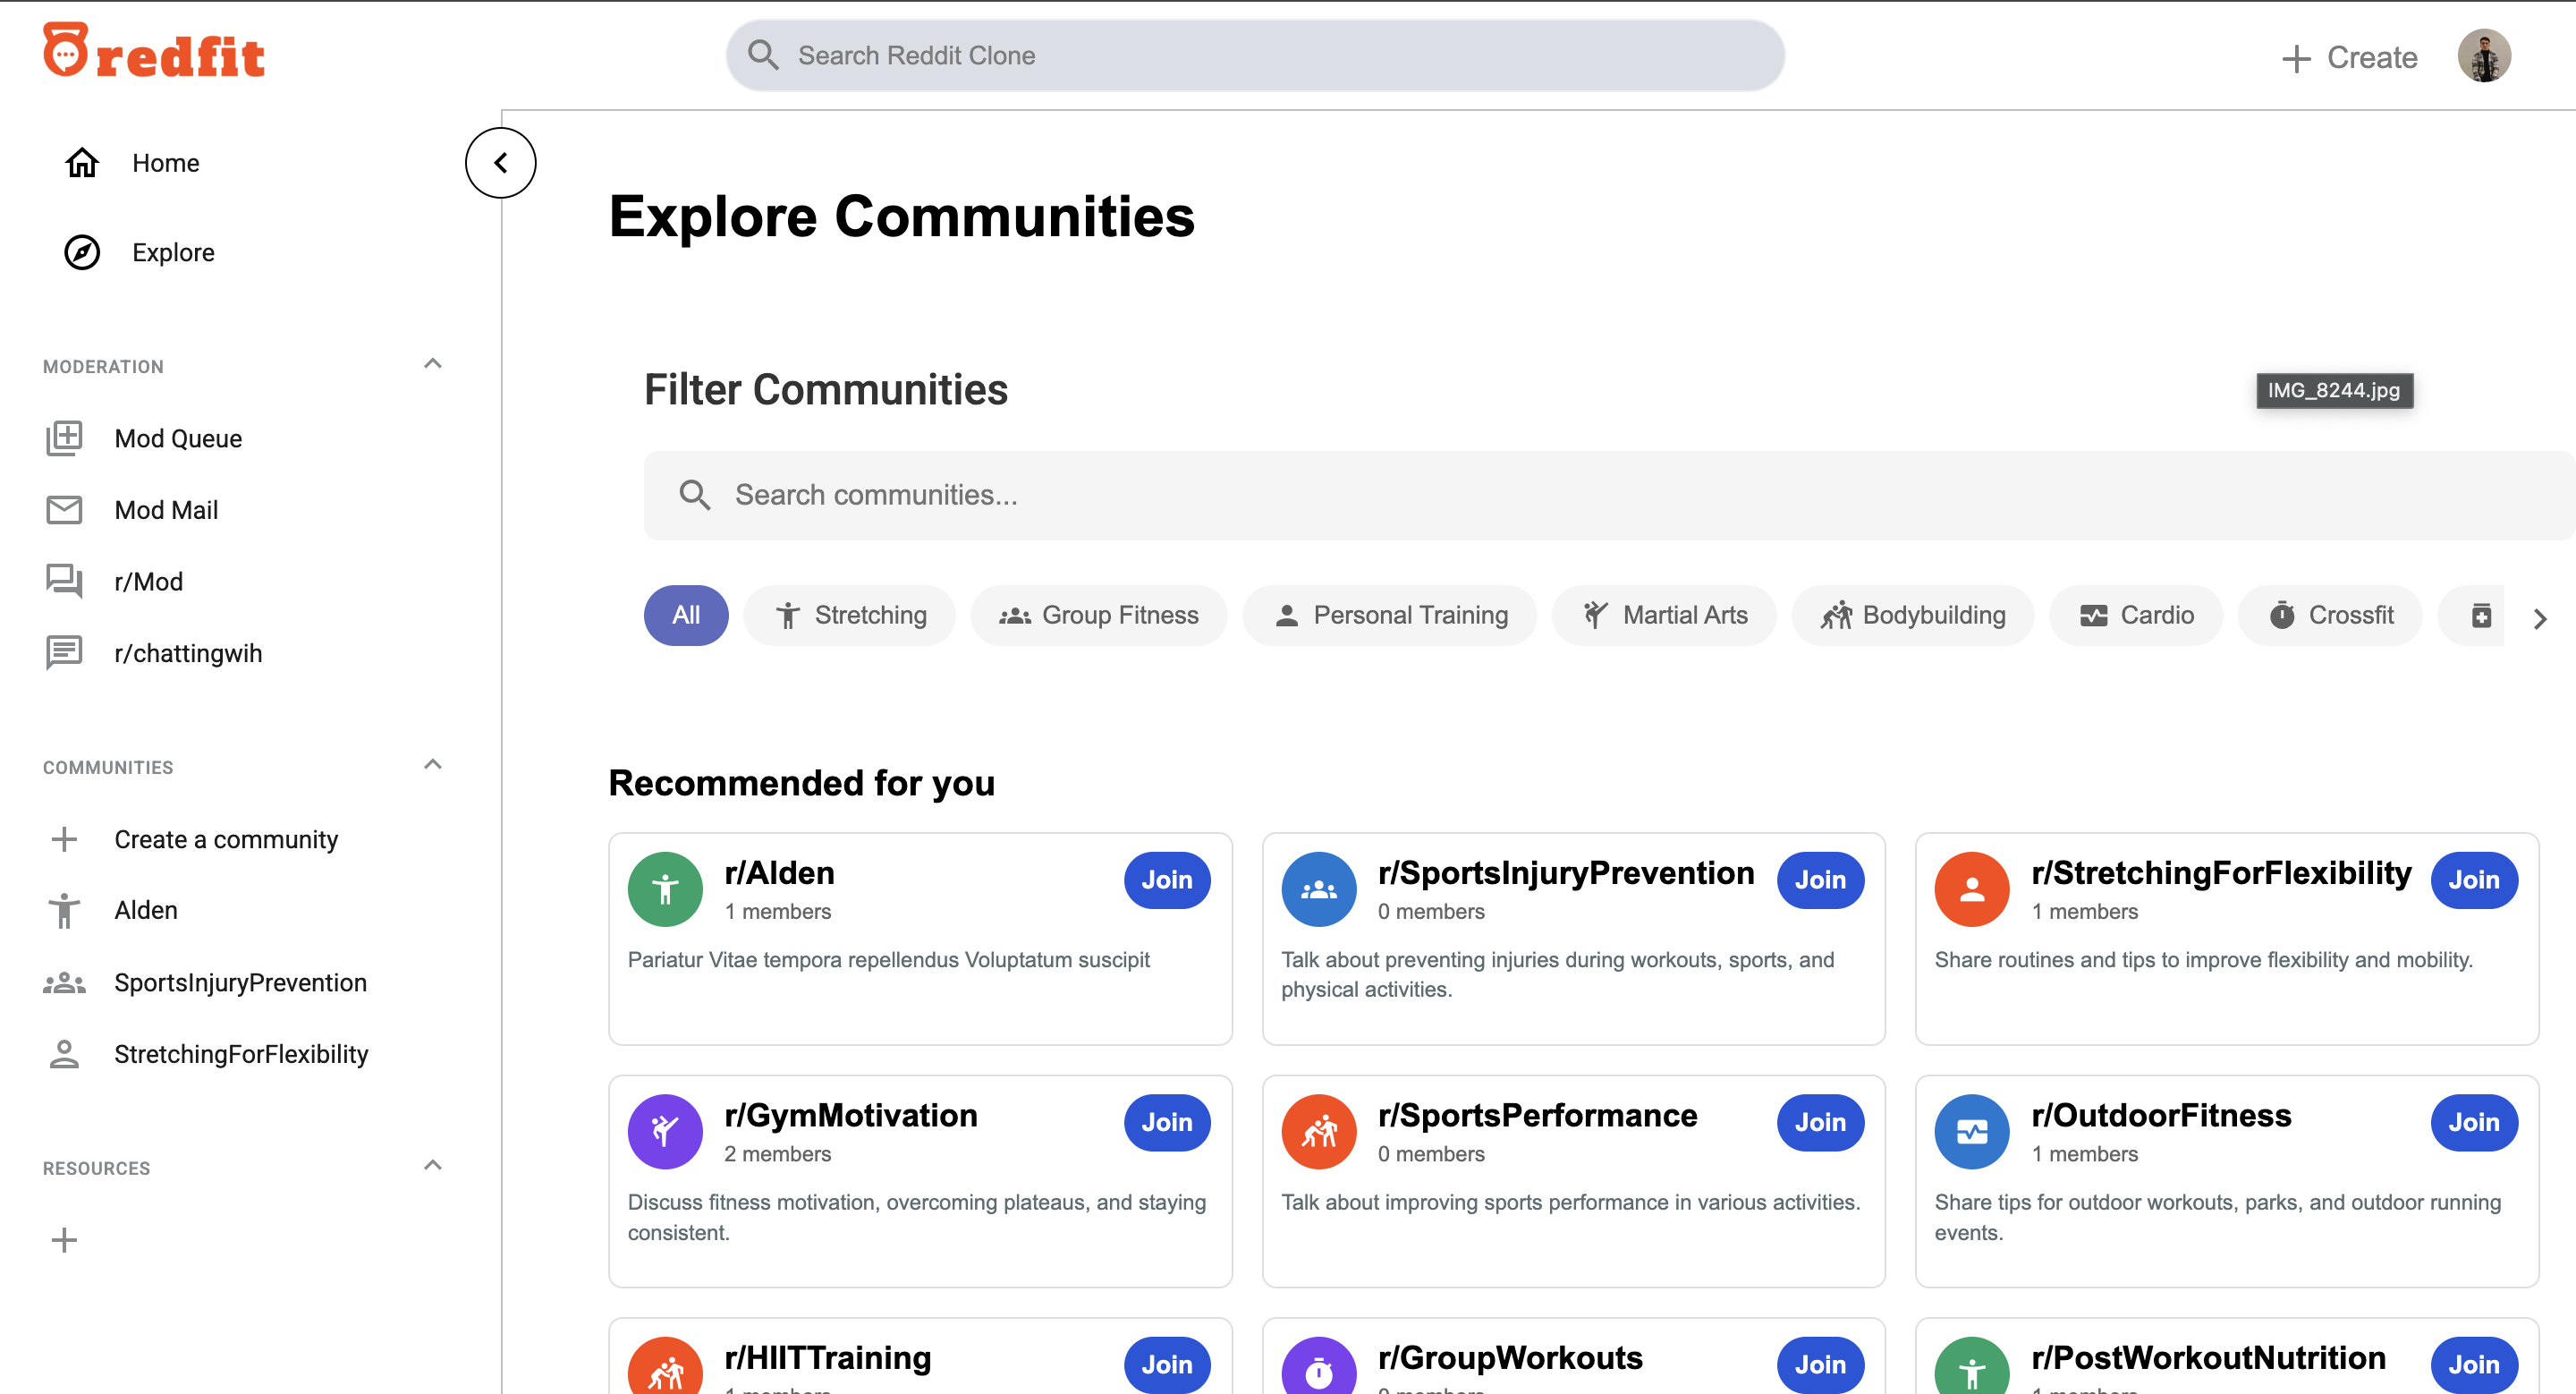 redfit
Search Reddit Clone
Create
Home
Explore
MODERATION
Mod Queue
Mod Mail
r/Mod
r/chattingwih
COMMUNITIES
Create a community
Alden
SportsInjuryPrevention
StretchingForFlexibility
RESOURCES
Explore Communities
Filter Communities
IMG_8244.jpg
Search communities...
All
Stretching
Group Fitness
Personal Training
Martial Arts
Bodybuilding
Cardio
Crossfit
Recommended for you
r/Alden
Join
1 members
Pariatur Vitae tempora repellendus Voluptatum suscipit
r/SportsInjuryPrevention
Join
0 members
Talk about preventing injuries during workouts, sports, and
physical activities.
r/StretchingForFlexibility
Join
1 members
Share routines and tips to improve flexibility and mobility.
r/GymMotivation
Join
2 members
Discuss fitness motivation, overcoming plateaus, and staying
consistent.
r/SportsPerformance
Join
0 members
Talk about improving sports performance in various activities.
r/OutdoorFitness
Join
1 members
Share tips for outdoor workouts, parks, and outdoor running
events.
r/HIITTraining
Join
1 members
r/GroupWorkouts
Join
0 members
r/PostWorkoutNutrition
Join
1 members